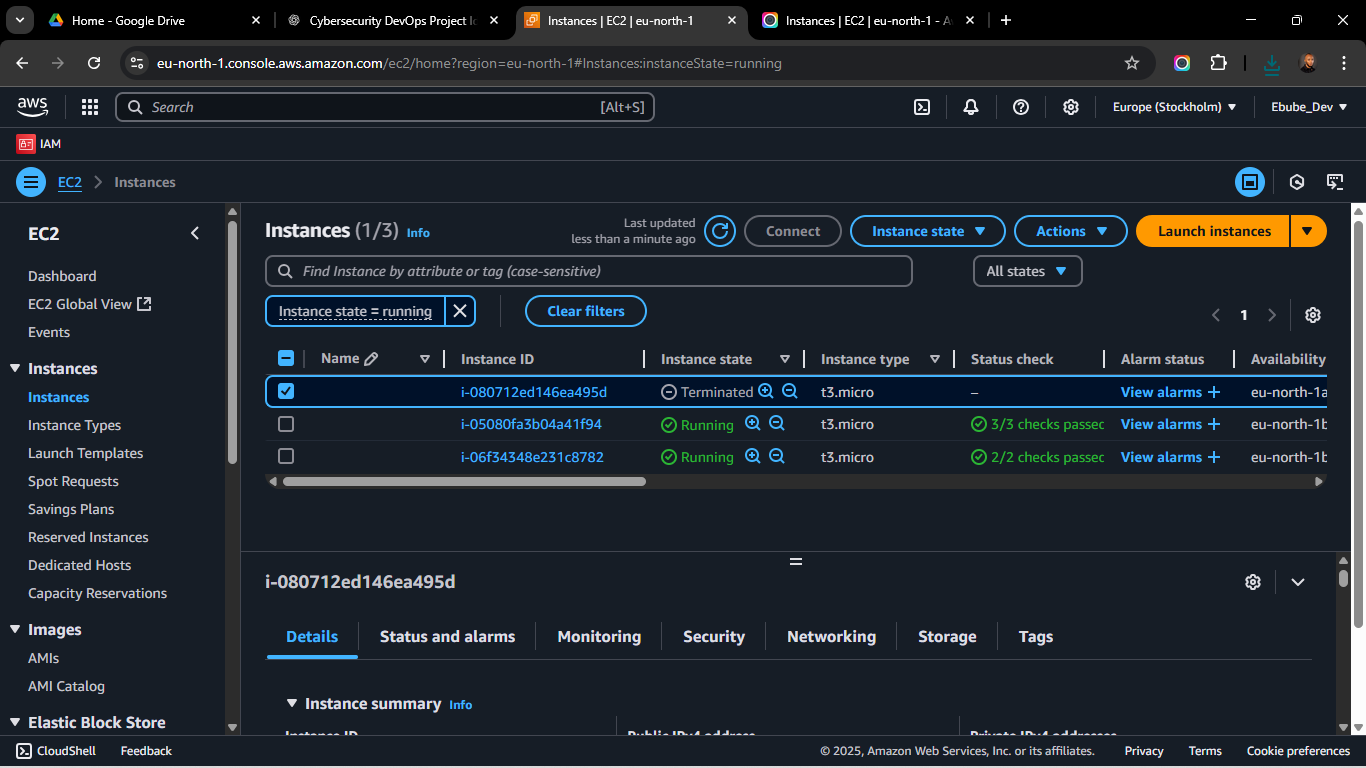 Home - Google Drive
Cybersecurity DevOps Project Ic
Instances | EC2 | eu-north-1
Instances | EC2 | eu-north-1 - A
eu-north-1.console.aws.amazon.com/ec2/home?region=eu-north-1#Instances:instanceState=running
aws
Search [Alt+S]
Europe (Stockholm)
Ebube_Dev
IAM
EC2 > Instances
EC2
Dashboard
EC2 Global View
Events
Instances
Instances
Instance Types
Launch Templates
Spot Requests
Savings Plans
Reserved Instances
Dedicated Hosts
Capacity Reservations
Images
AMIs
AMI Catalog
Elastic Block Store
Instances (1/3) Info
Last updated
less than a minute ago
Connect
Instance state
Actions
Launch instances
Find Instance by attribute or tag (case-sensitive)
All states
Instance state = running
Clear filters
1
Name Instance ID Instance state Instance type Status check Alarm status Availability
i-080712ed146ea495d Terminated t3.micro – View alarms + eu-north-1a
i-05080fa3b04a41f94 Running t3.micro 3/3 checks passec View alarms + eu-north-1b
i-06f34348e231c8782 Running t3.micro 2/2 checks passec View alarms + eu-north-1b
i-080712ed146ea495d
Details Status and alarms Monitoring Security Networking Storage Tags
Instance summary Info
Instance ID Public IPv4 address Private IPv4 addresses
CloudShell Feedback © 2025, Amazon Web Services, Inc. or its affiliates. Privacy Terms Cookie preferences